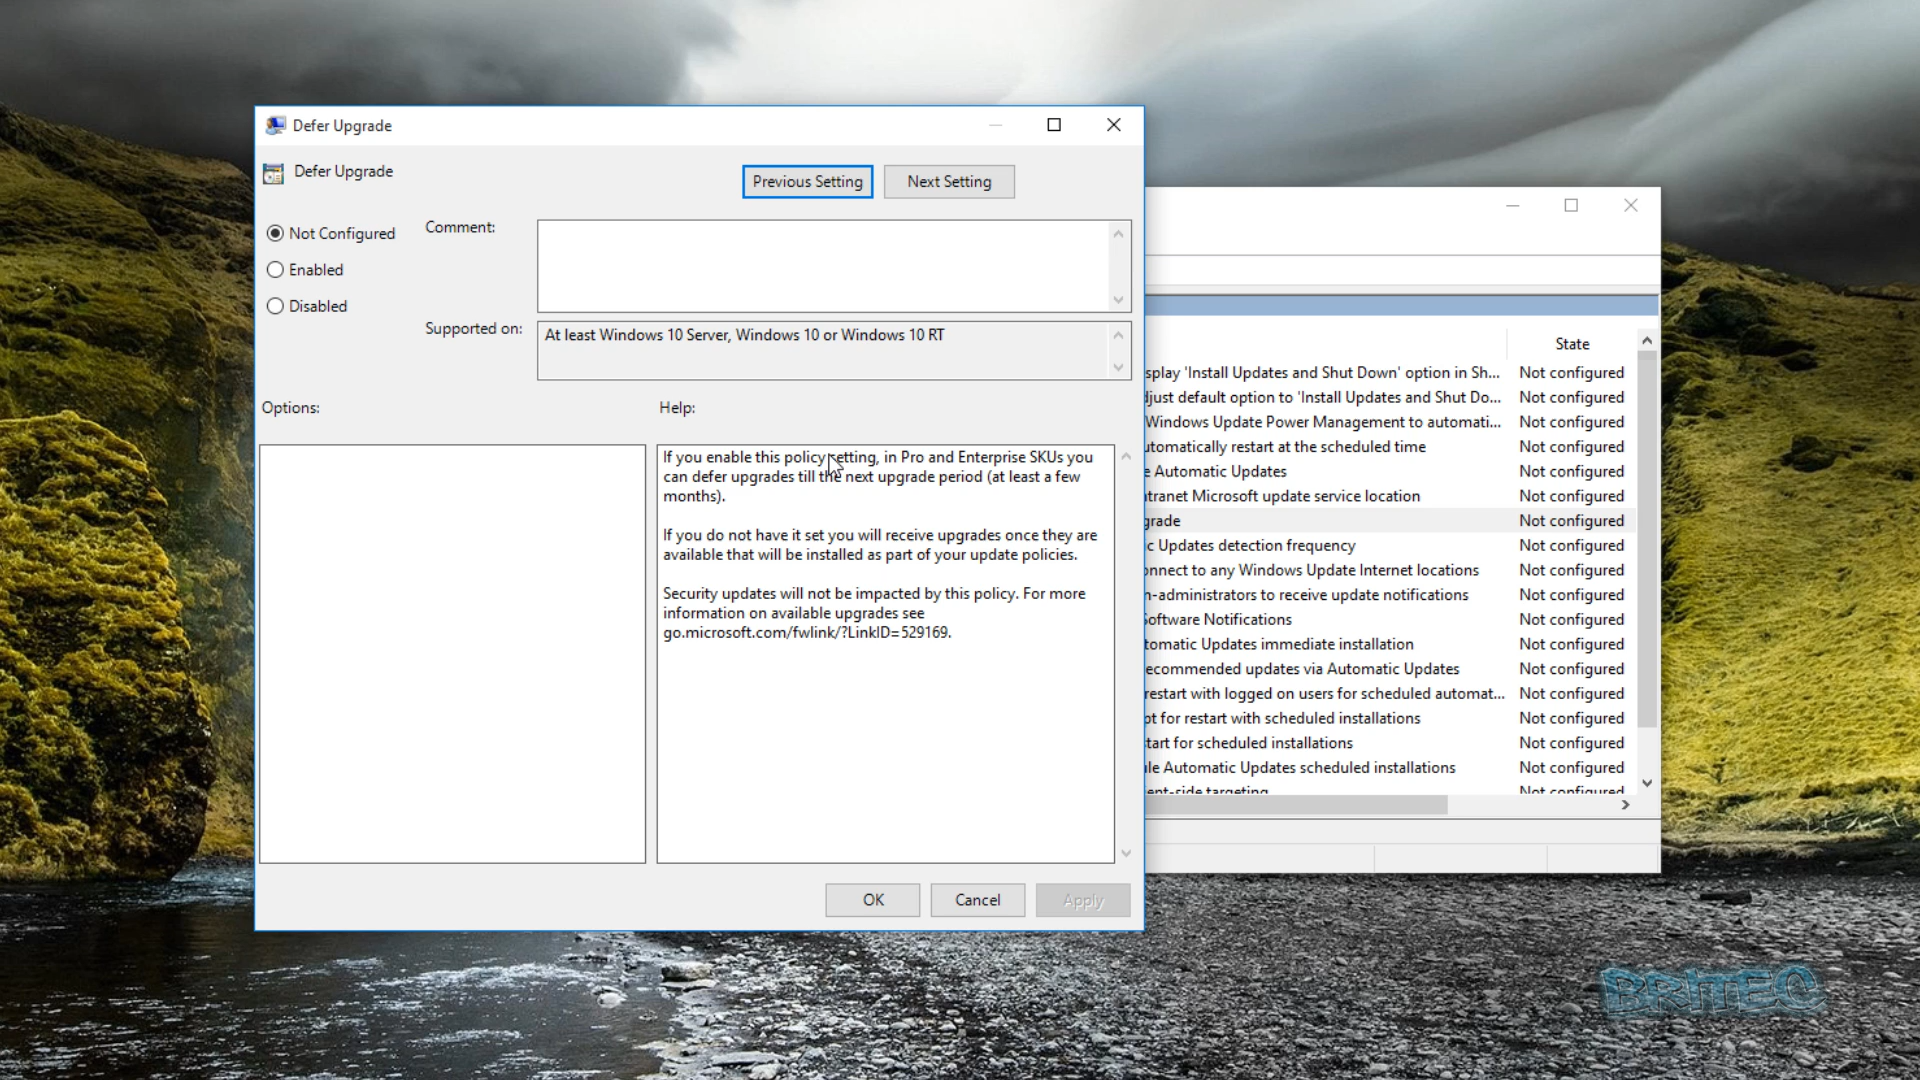 Defer Upgrade
Defer Upgrade
Previous Setting
Next Setting
Not Configured
Enabled
Disabled
Comment:
Supported on:
At least Windows 10 Server, Windows 10 or Windows 10 RT
Options:
Help:
If you enable this policy setting, in Pro and Enterprise SKUs you
can defer upgrades till the next upgrade period (at least a few
months).
If you do not have it set you will receive upgrades once they are
available that will be installed as part of your update policies.
Security updates will not be impacted by this policy. For more
information on available upgrades see
go.microsoft.com/fwlink/?LinkID=529169.
OK
Cancel
Apply
State
splay 'Install Updates and Shut Down' option in Sh... Not configured
just default option to 'Install Updates and Shut Do... Not configured
Windows Update Power Management to automati... Not configured
utomatically restart at the scheduled time Not configured
e Automatic Updates Not configured
tranet Microsoft update service location Not configured
grade Not configured
c Updates detection frequency Not configured
onnect to any Windows Update Internet locations Not configured
n-administrators to receive update notifications Not configured
Software Notifications Not configured
tomatic Updates immediate installation Not configured
ecommended updates via Automatic Updates Not configured
restart with logged on users for scheduled automat... Not configured
pt for restart with scheduled installations Not configured
tart for scheduled installations Not configured
le Automatic Updates scheduled installations Not configured
ent-side targeting Not configured
BRITEC